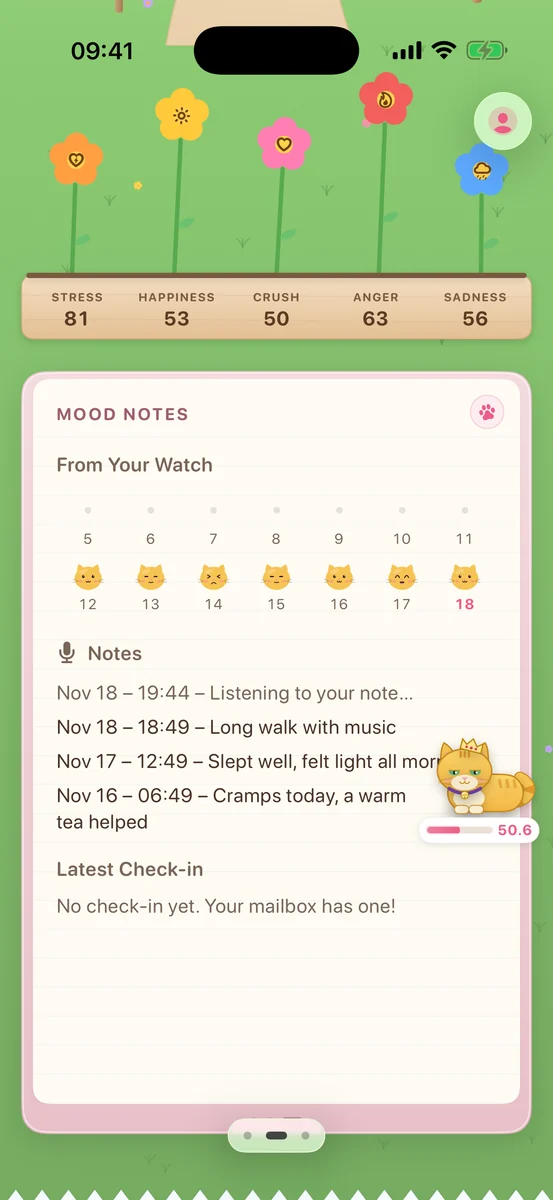 09:41
STRESS HAPPINESS CRUSH ANGER SADNESS
81 53 50 63 56
MOOD NOTES
From Your Watch
5 6 7 8 9 10 11
12 13 14 15 16 17 18
Notes
Nov 18 – 19:44 – Listening to your note...
Nov 18 – 18:49 – Long walk with music
Nov 17 – 12:49 – Slept well, felt light all
Nov 16 – 06:49 – Cramps today, a warm
tea helped
50.6
Latest Check-in
No check-in yet. Your mailbox has one!